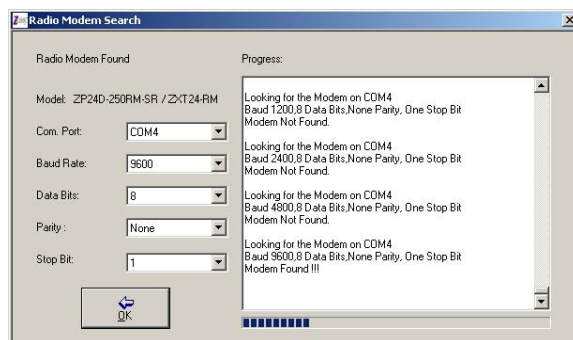 Radio Modem Search
Radio Modem Found
Model: ZP24D-250RM-SR / ZXT24-RM
Com. Port: COM4
Baud Rate: 9600
Data Bits: 8
Parity : None
Stop Bit: 1
OK
Progress:
Looking for the Modem on COM4
Baud 1200,8 Data Bits,None Parity, One Stop Bit
Modem Not Found.
Looking for the Modem on COM4
Baud 2400,8 Data Bits,None Parity, One Stop Bit
Modem Not Found.
Looking for the Modem on COM4
Baud 4800,8 Data Bits,None Parity, One Stop Bit
Modem Not Found.
Looking for the Modem on COM4
Baud 9600,8 Data Bits,None Parity, One Stop Bit
Modem Found !!!